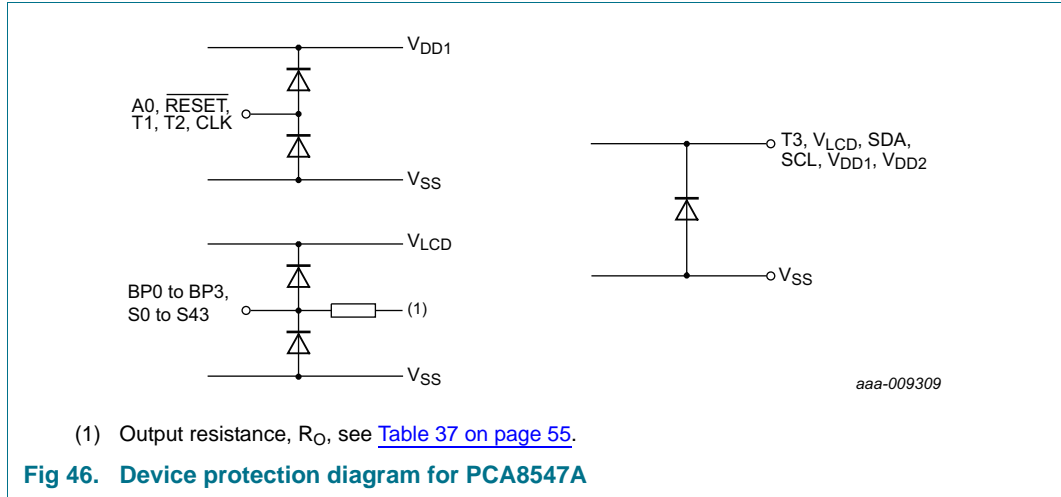 VDD1
A0, RESET,
T1, T2, CLK
VSS
VLCD
BP0 to BP3,
S0 to S43
(1)
VSS
T3, VLCD, SDA,
SCL, VDD1, VDD2
VSS
aaa-009309
(1) Output resistance, RO, see Table 37 on page 55.
Fig 46. Device protection diagram for PCA8547A